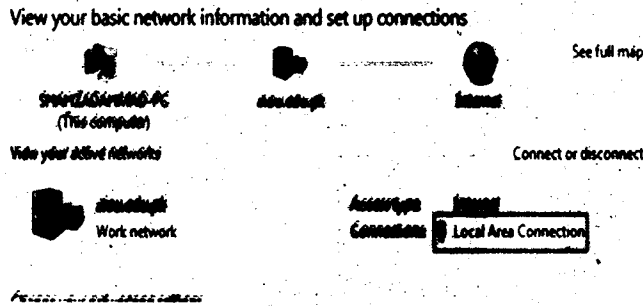 View your basic network information and set up connections
See full map
(This computer)
Internet
View your active networks
Connect or disconnect
Access type Internet
Work network
Connections Local Area Connection